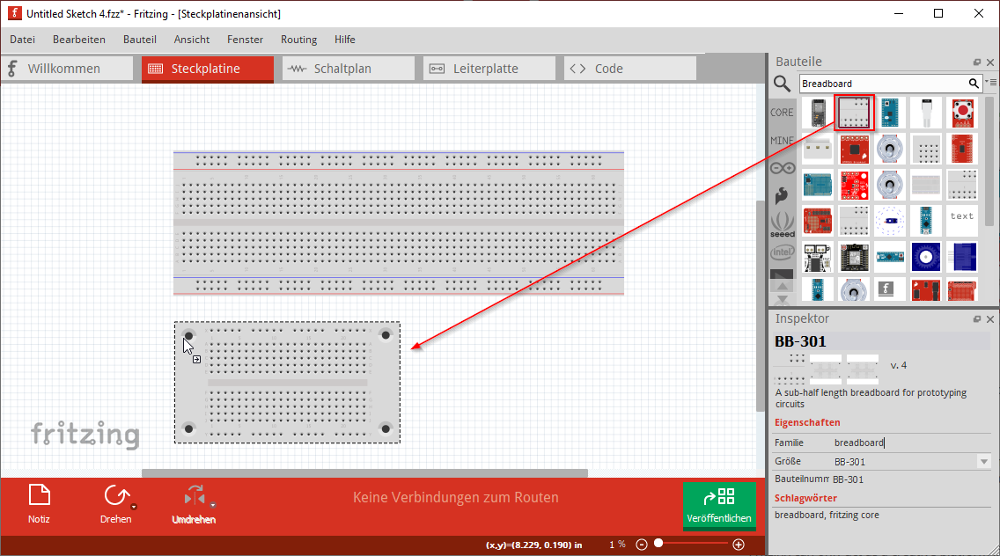 Untitled Sketch 4.fzz* - Fritzing - [Steckplatinenansicht]
Datei Bearbeiten Bauteil Ansicht Fenster Routing Hilfe
Willkommen Steckplatine Schaltplan Leiterplatte Code
Bauteile
Breadboard
CORE
MINE
text
seeed
intel
fritzing
Inspektor
BB-301
v. 4
A sub-half length breadboard for prototyping
circuits
Eigenschaften
Familie breadboard
Größe BB-301
Bauteilnumm BB-301
Schlagwörter
breadboard, fritzing core
Keine Verbindungen zum Routen
Notiz Drehen Umdrehen Veröffentlichen
(x,y)=(8.229, 0.190) in 1 %